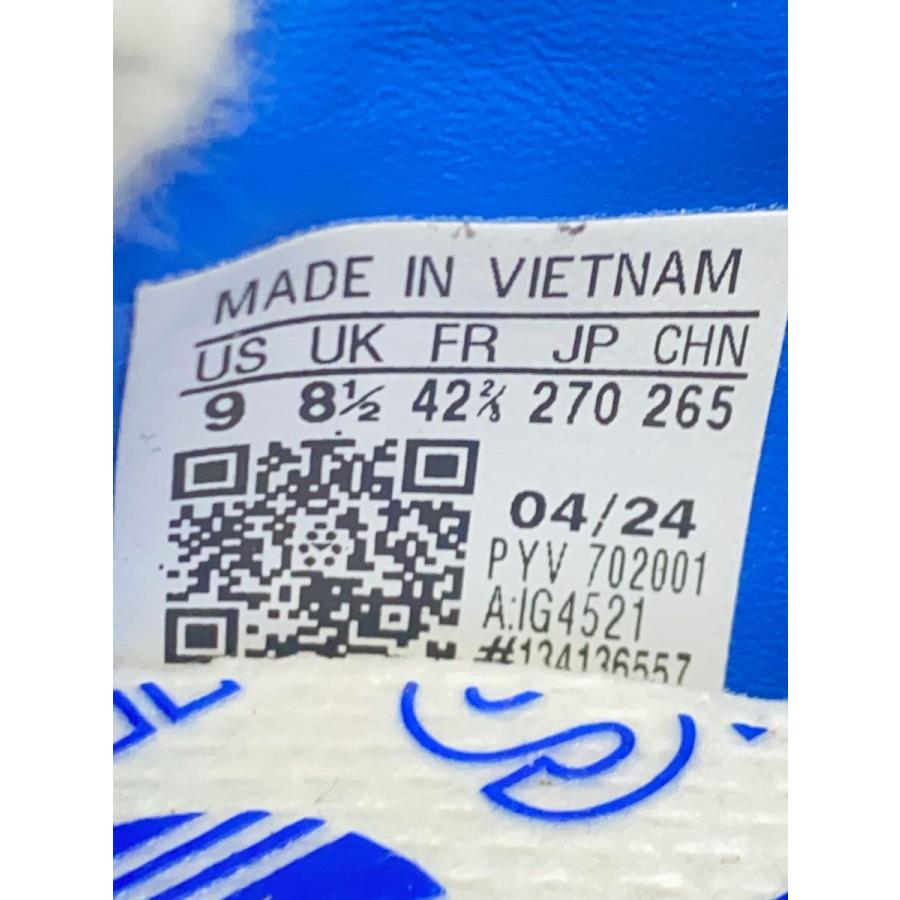 MADE IN VIETNAM
US UK FR JP CHN
9 8½ 42⅔ 270 265
04/24
PYV 702001
A:IG4521
#134136557